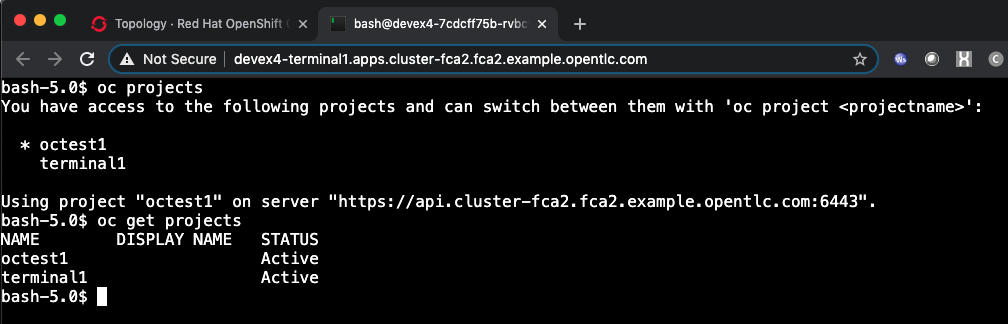 Topology · Red Hat OpenShift
bash@devex4-7cdcff75b-rvbc
Not Secure | devex4-terminal1.apps.cluster-fca2.fca2.example.opentlc.com
Ws
C
bash-5.0$ oc projects
You have access to the following projects and can switch between them with 'oc project <projectname>':
* octest1
terminal1
Using project "octest1" on server "https://api.cluster-fca2.fca2.example.opentlc.com:6443".
bash-5.0$ oc get projects
NAME DISPLAY NAME STATUS
octest1 Active
terminal1 Active
bash-5.0$